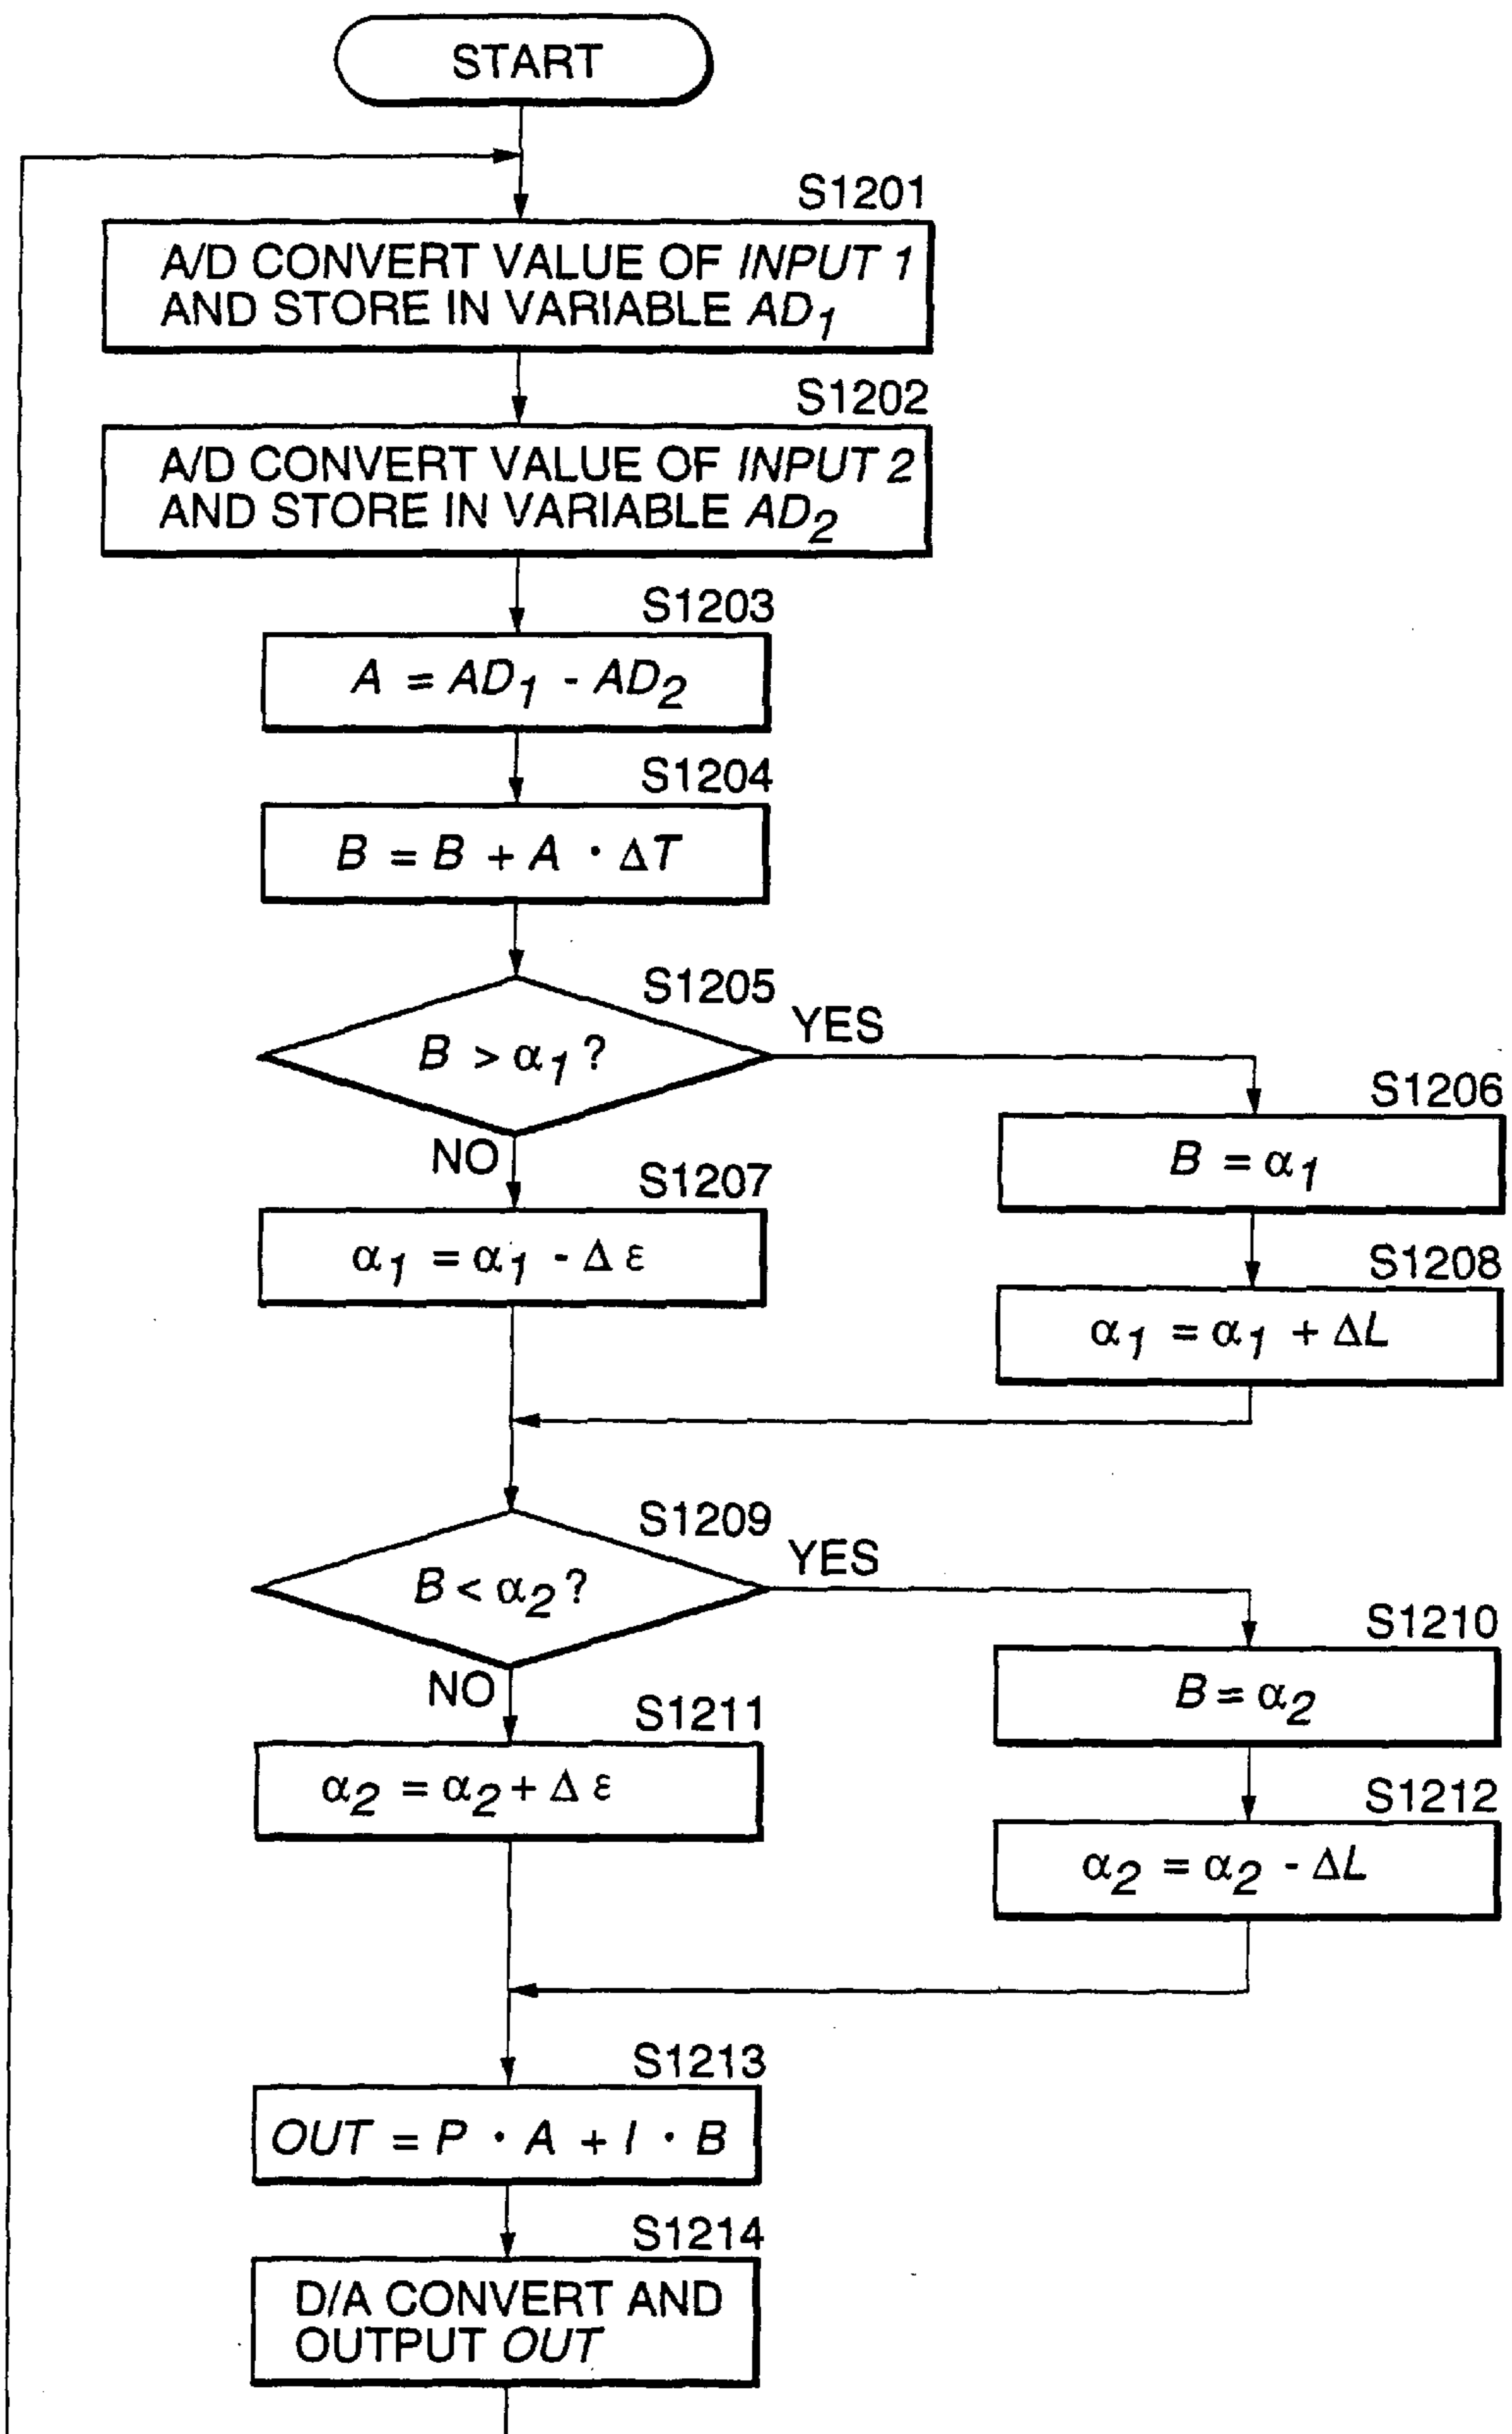 START
S1201
A/D CONVERT VALUE OF INPUT 1
AND STORE IN VARIABLE AD1
S1202
A/D CONVERT VALUE OF INPUT 2
AND STORE IN VARIABLE AD2
S1203
A = AD1 - AD2
S1204
B = B + A · ΔT
S1205
B > α1 ?
YES
NO
S1206
B = α1
S1207
α1 = α1 - Δ ε
S1208
α1 = α1 + ΔL
S1209
B < α2 ?
YES
NO
S1210
B = α2
S1211
α2 = α2 + Δ ε
S1212
α2 = α2 - ΔL
S1213
OUT = P · A + I · B
S1214
D/A CONVERT AND
OUTPUT OUT